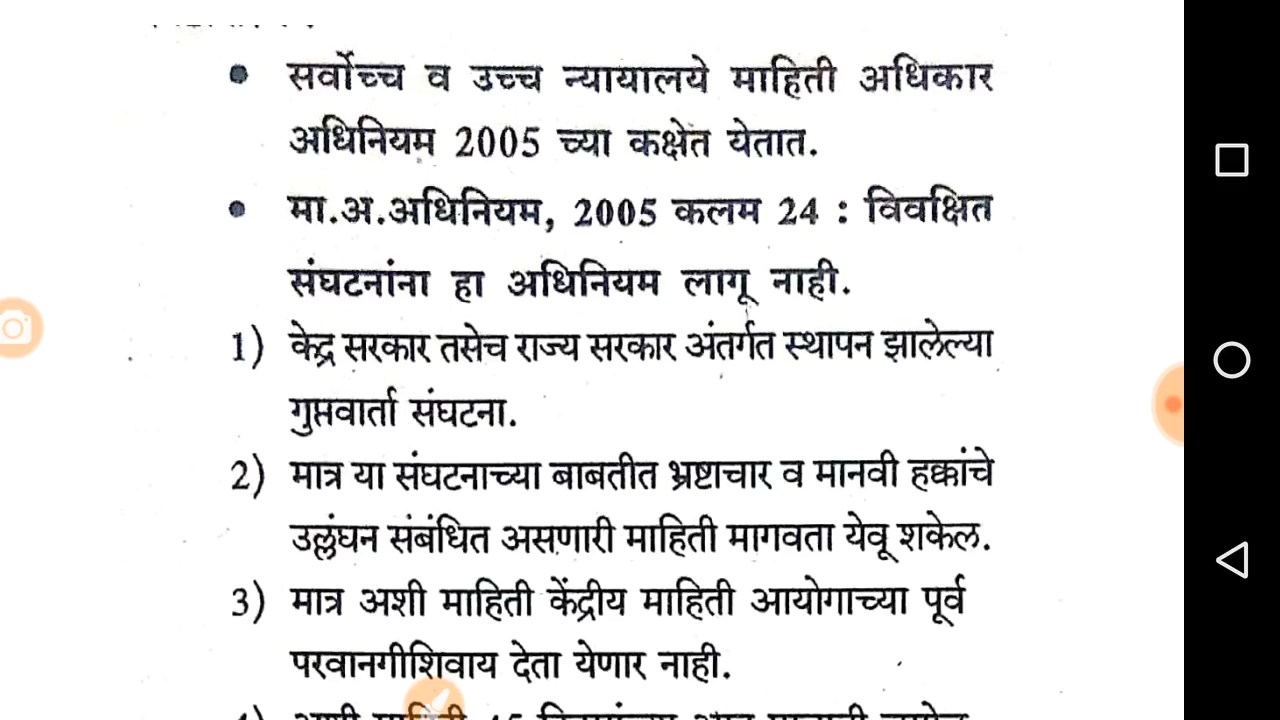 • सर्वोच्च व उच्च न्यायालये माहिती अधिकार
अधिनियम 2005 च्या कक्षेत येतात.
• मा.अ.अधिनियम, 2005 कलम 24 : विवक्षित
संघटनांना हा अधिनियम लागू नाही.
1) केद्र सरकार तसेच राज्य सरकार अंतर्गत स्थापन झालेल्या
गुप्तवार्ता संघटना.
2) मात्र या संघटनाच्या बाबतीत भ्रष्टाचार व मानवी हक्कांचे
उल्लंघन संबंधित असणारी माहिती मागवता येवू शकेल.
3) मात्र अशी माहिती केंद्रीय माहिती आयोगाच्या पूर्व
परवानगीशिवाय देता येणार नाही.